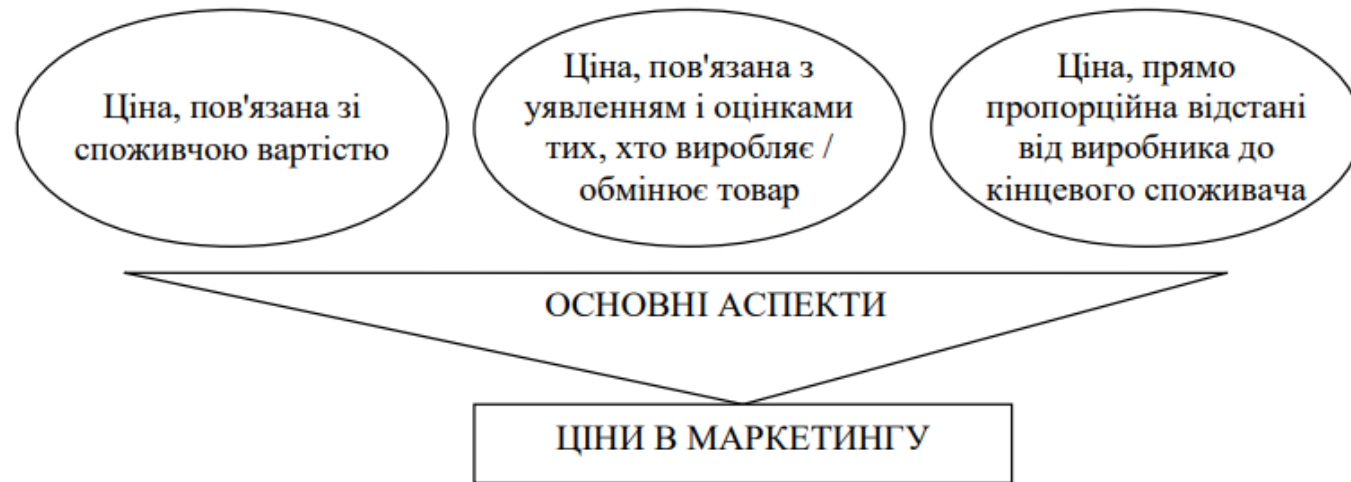 Ціна, пов'язана зі
споживчою вартістю
Ціна, пов'язана з
уявленням і оцінками
тих, хто виробляє /
обмінює товар
Ціна, прямо
пропорційна відстані
від виробника до
кінцевого споживача
ОСНОВНІ АСПЕКТИ
ЦІНИ В МАРКЕТИНГУ